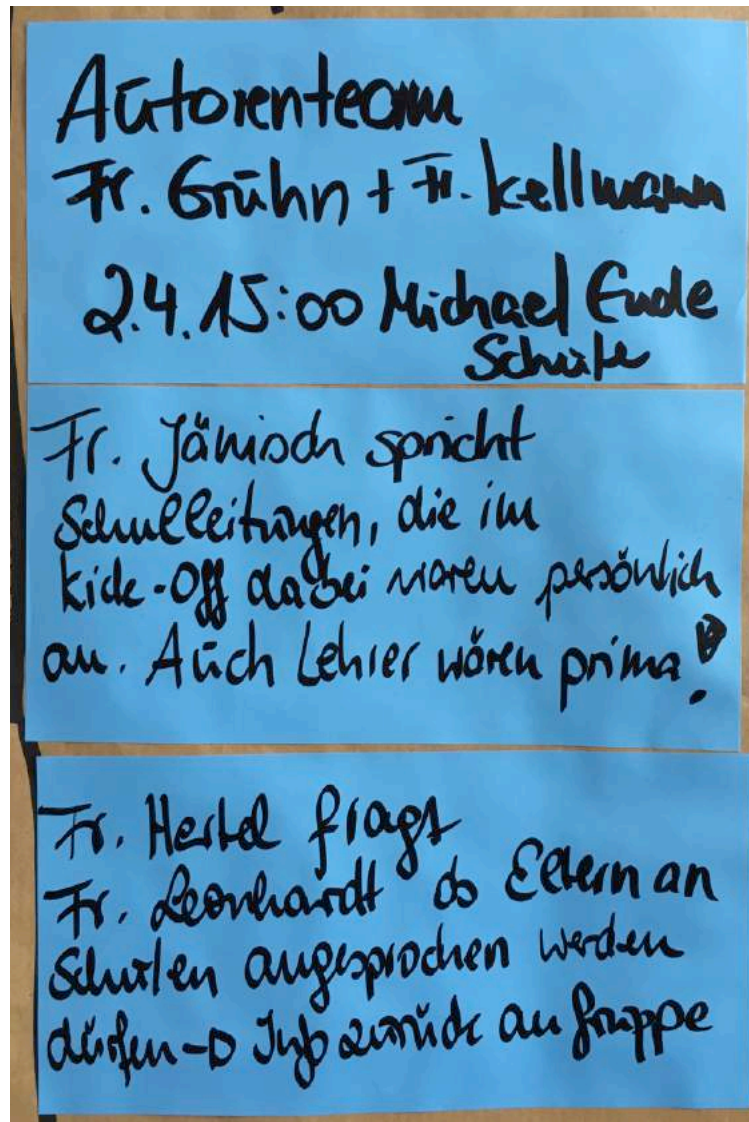 Autorenteam
Fr. Grühn + Fr. Kellmann
2.4. 15:00 Michael Ende
Schule
Fr. Jänisch spricht
Schulleitungen, die im
Kick-Off dabei waren persönlich
an. Auch Lehrer wären prima!
Fr. Hertel fragt
Fr. Leonhardt ob Eltern an
Schulen angesprochen werden
dürfen → Info zurück an Gruppe